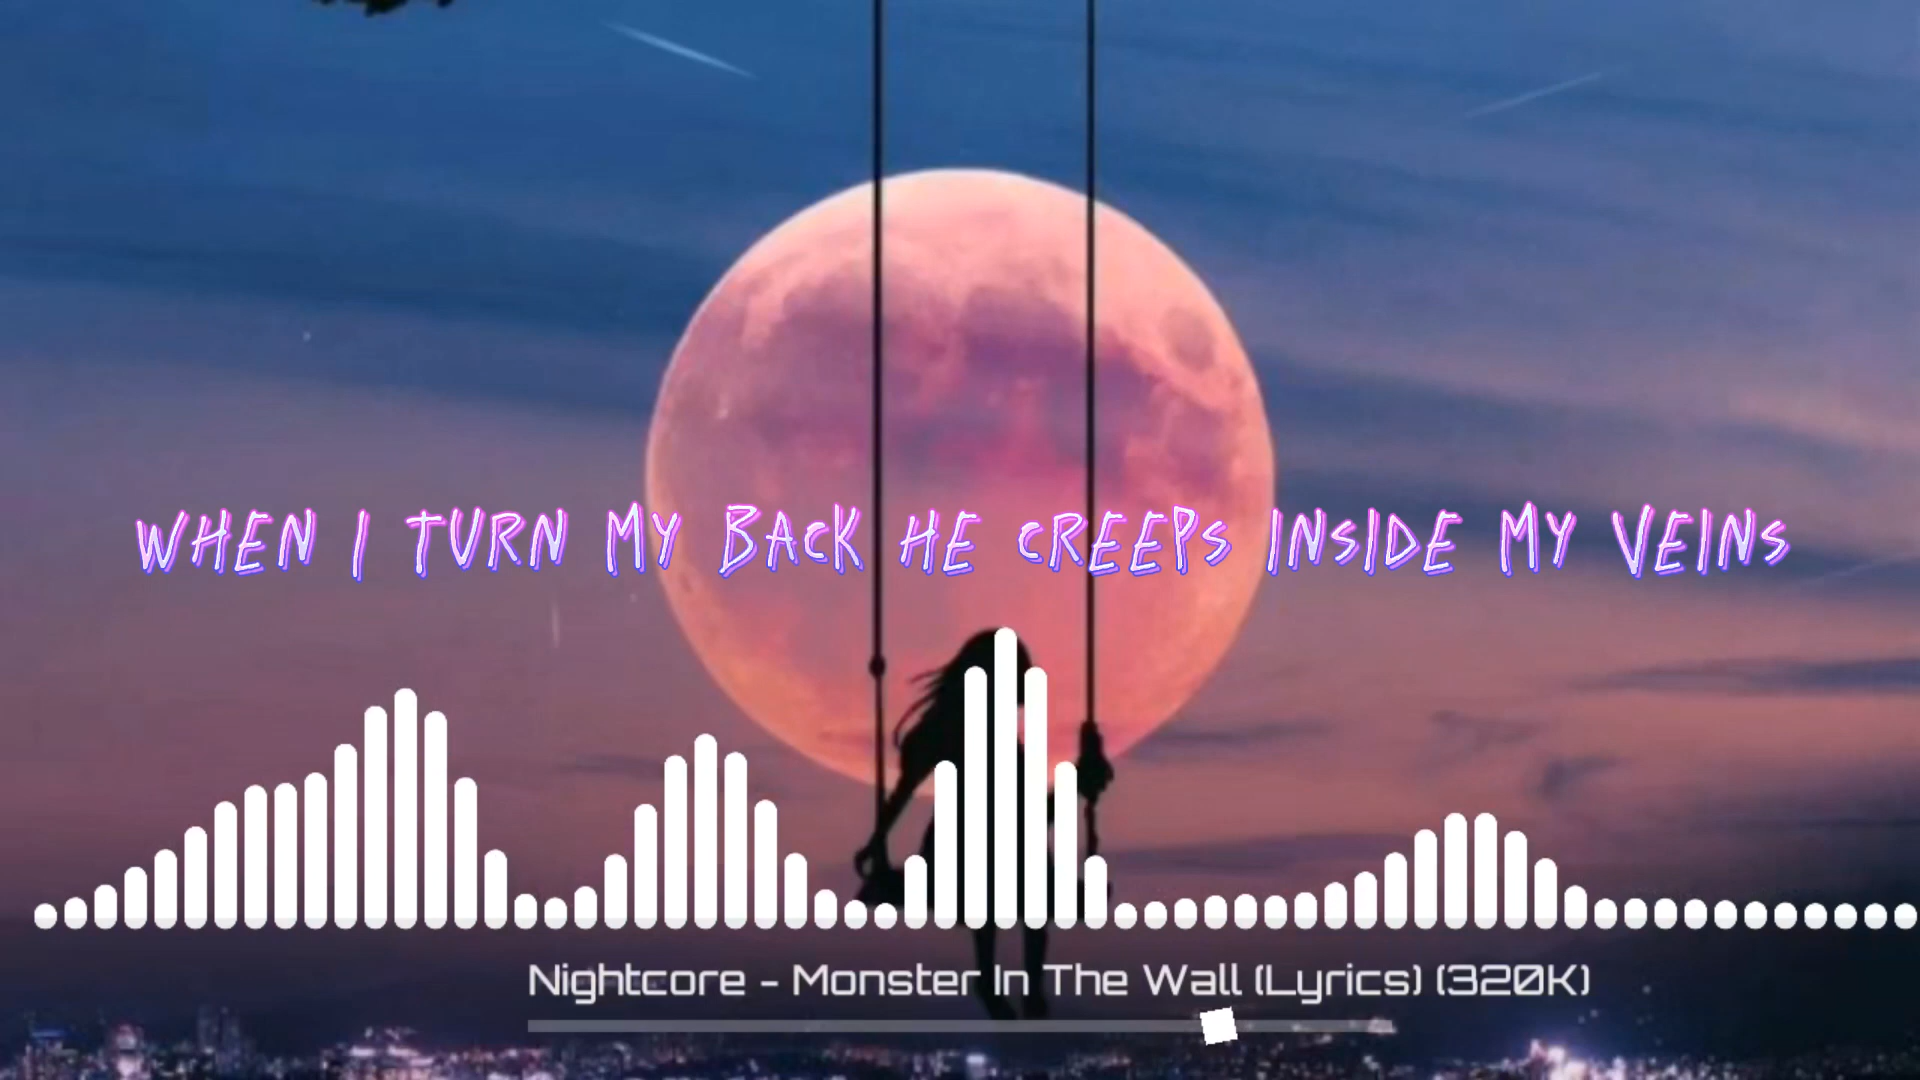 WHEN I TURN MY BACK HE CREEPS INSIDE MY VEINS
Nightcore - Monster In The Wall (Lyrics) (320K)